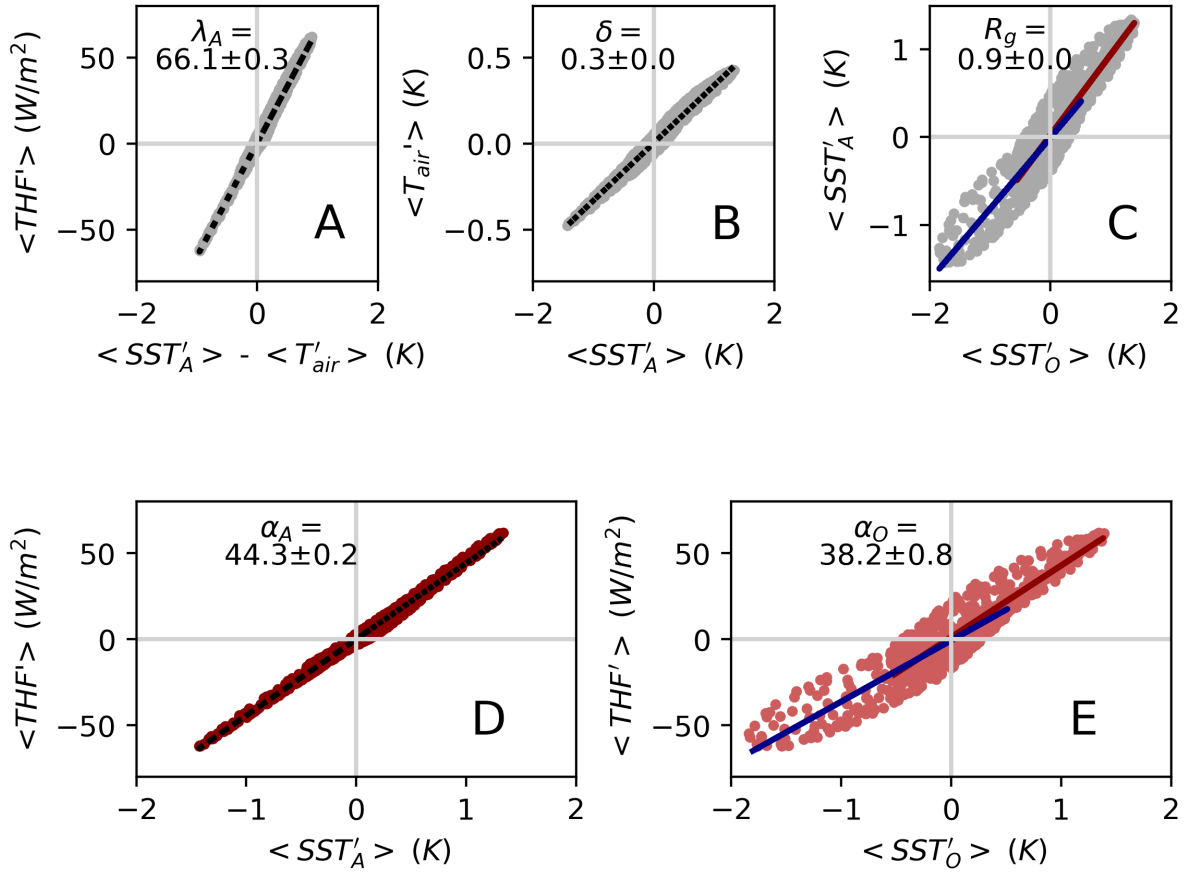 <THF'> (W/m²)
50
0
−50
λ_A =
66.1±0.3
A
−2 0 2
<SST′_A> - <T′_air> (K)
<T_air'> (K)
0.5
0.0
−0.5
δ =
0.3±0.0
B
−2 0 2
<SST′_A> (K)
<SST′_A> (K)
1
0
−1
R_g =
0.9±0.0
C
−2 0 2
<SST′_O> (K)
<THF'> (W/m²)
50
0
−50
α_A =
44.3±0.2
D
−2 −1 0 1 2
<SST′_A> (K)
<THF′> (W/m²)
50
0
−50
α_O =
38.2±0.8
E
−2 −1 0 1 2
<SST′_O> (K)